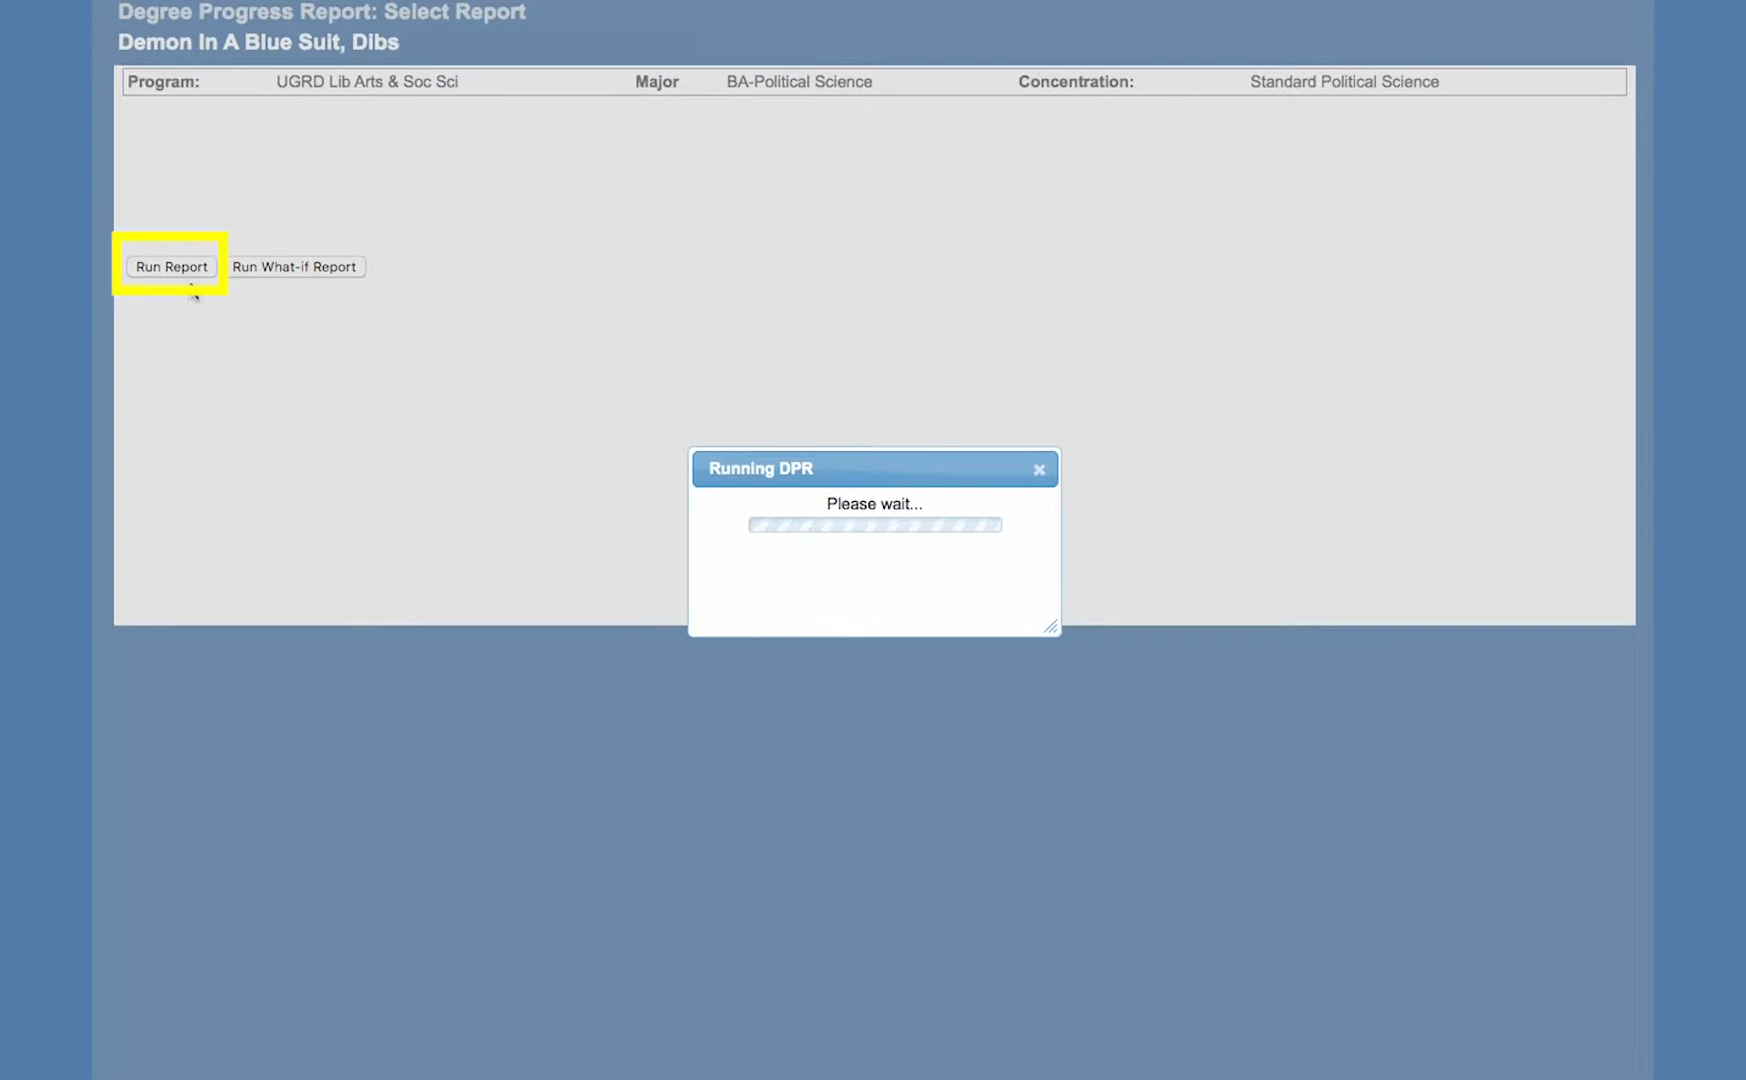 Degree Progress Report: Select Report
Demon In A Blue Suit, Dibs
Program: UGRD Lib Arts & Soc Sci Major BA-Political Science Concentration: Standard Political Science
Run Report Run What-if Report
Running DPR
Please wait...